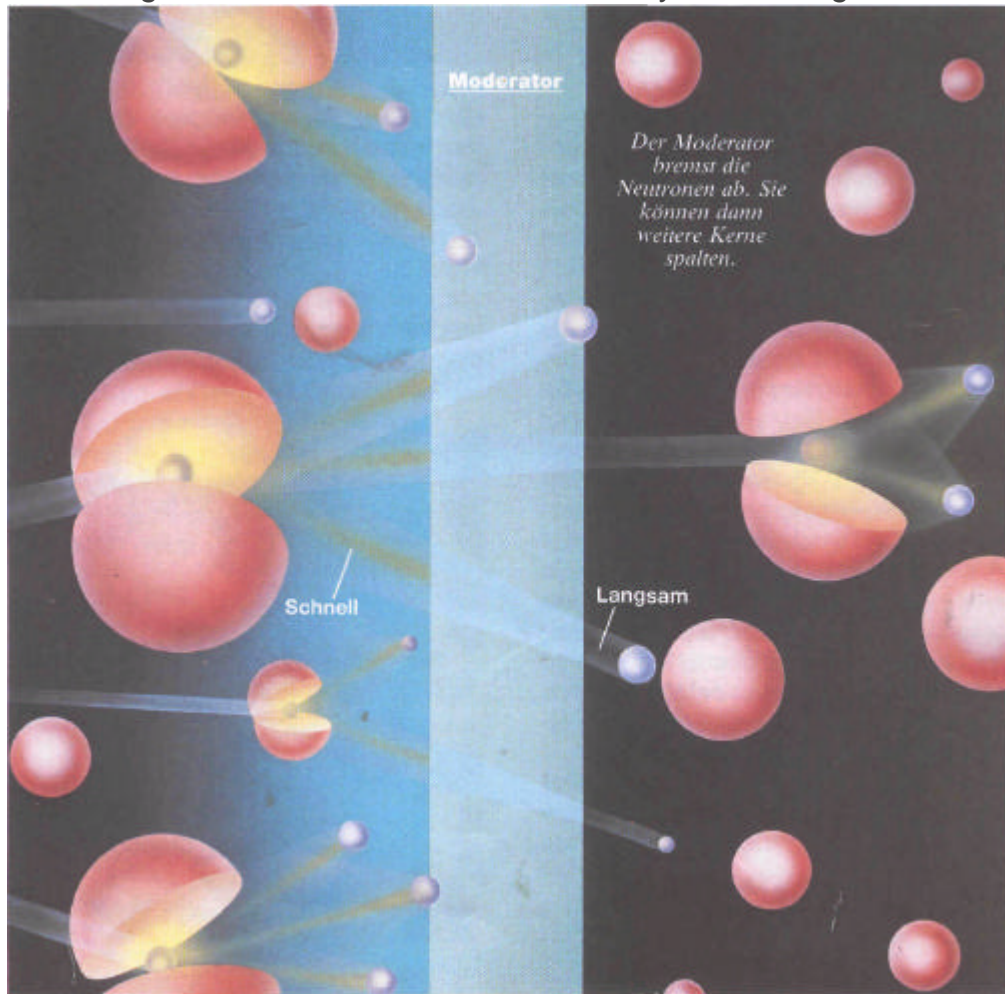 Moderator
Der Moderator
bremst die
Neutronen ab. Sie
können dann
weitere Kerne
spalten.
Schnell
Langsam